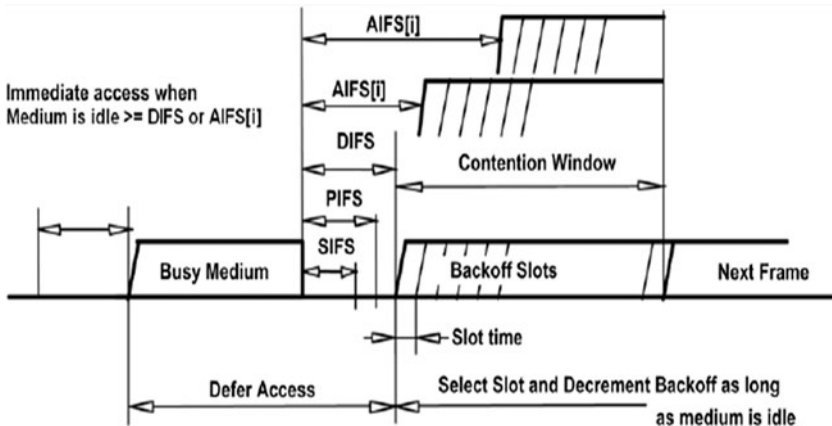 AIFS[i]
Immediate access when
Medium is idle >= DIFS or AIFS[i]
AIFS[i]
DIFS
Contention Window
PIFS
SIFS
Busy Medium
Backoff Slots
Next Frame
Slot time
Defer Access
Select Slot and Decrement Backoff as long
as medium is idle